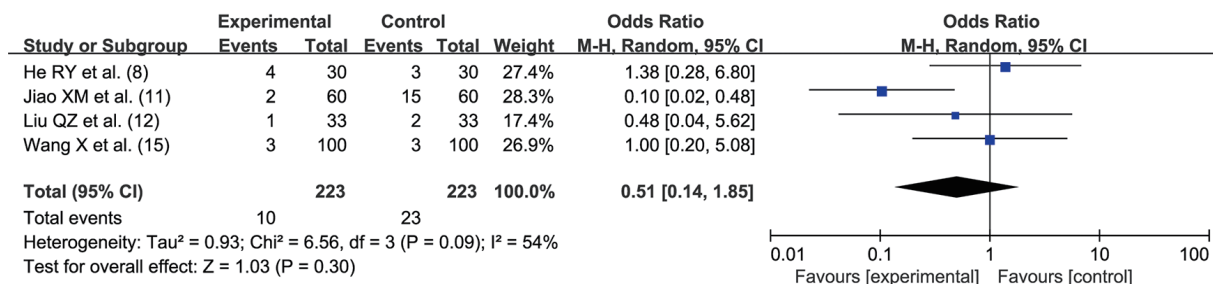 Experimental Control Odds Ratio Odds Ratio
Study or Subgroup Events Total Events Total Weight M-H, Random, 95% CI M-H, Random, 95% CI
He RY et al. (8) 4 30 3 30 27.4% 1.38 [0.28, 6.80]
Jiao XM et al. (11) 2 60 15 60 28.3% 0.10 [0.02, 0.48]
Liu QZ et al. (12) 1 33 2 33 17.4% 0.48 [0.04, 5.62]
Wang X et al. (15) 3 100 3 100 26.9% 1.00 [0.20, 5.08]
Total (95% CI) 223 223 100.0% 0.51 [0.14, 1.85]
Total events 10 23
Heterogeneity: Tau² = 0.93; Chi² = 6.56, df = 3 (P = 0.09); I² = 54%
Test for overall effect: Z = 1.03 (P = 0.30)
0.01 0.1 1 10 100
Favours [experimental] Favours [control]